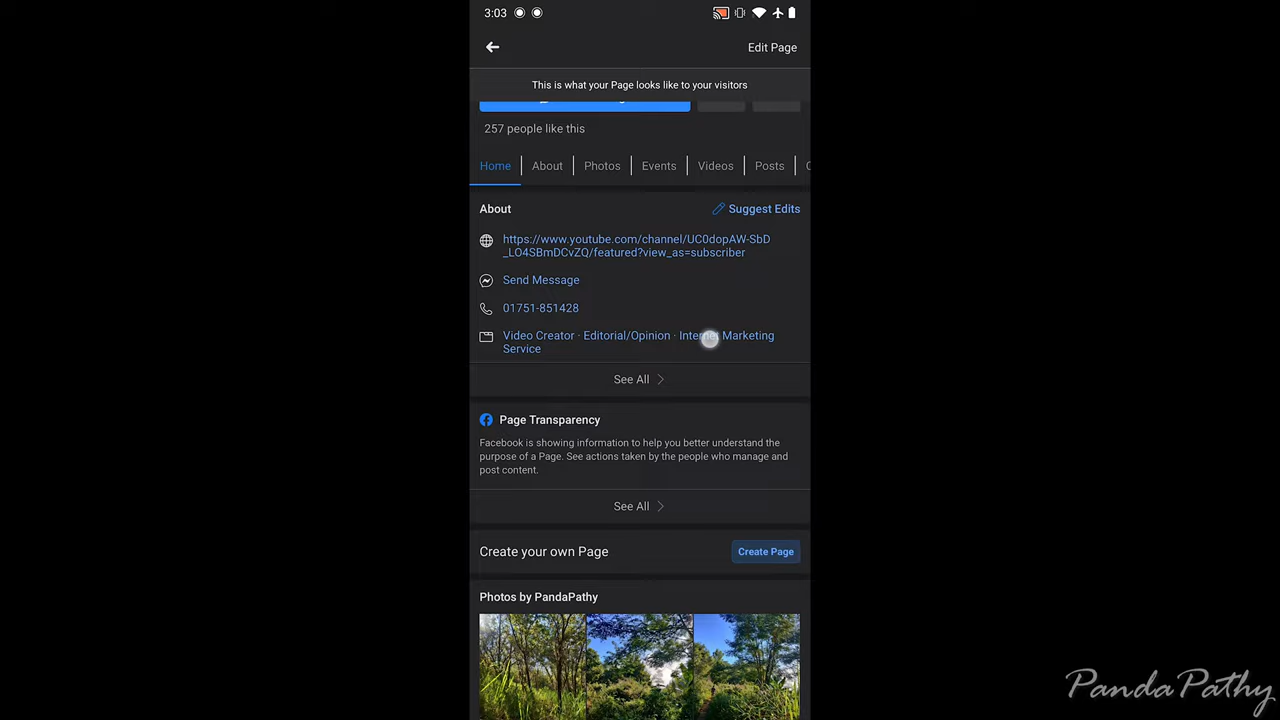 3:03
Edit Page
This is what your Page looks like to your visitors
257 people like this
Home
About
Photos
Events
Videos
Posts
About
Suggest Edits
https://www.youtube.com/channel/UC0dopAW-SbD
_LO4SBmDCvZQ/featured?view_as=subscriber
Send Message
01751-851428
Video Creator · Editorial/Opinion · Internet Marketing
Service
See All
Page Transparency
Facebook is showing information to help you better understand the
purpose of a Page. See actions taken by the people who manage and
post content.
See All
Create your own Page
Create Page
Photos by PandaPathy
PandaPathy